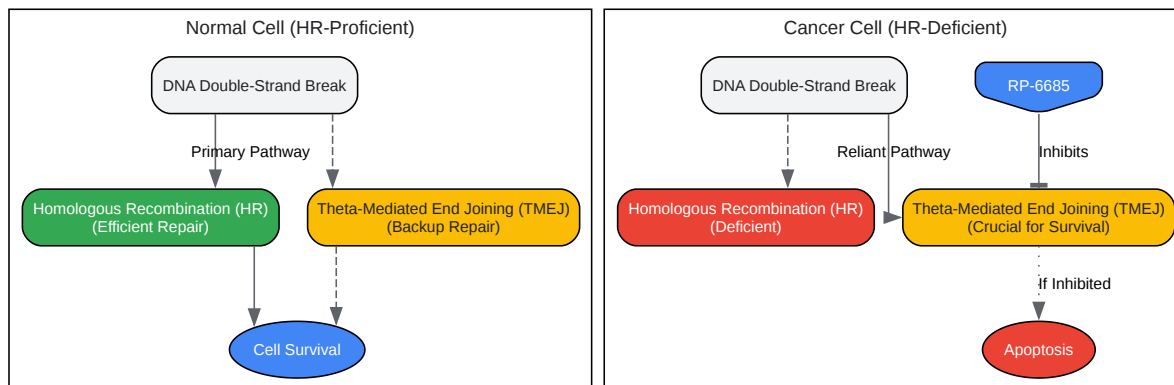 Normal Cell (HR-Proficient)
DNA Double-Strand Break
Primary Pathway
Homologous Recombination (HR)
(Efficient Repair)
Theta-Mediated End Joining (TMEJ)
(Backup Repair)
Cell Survival
Cancer Cell (HR-Deficient)
DNA Double-Strand Break
RP-6685
Reliant Pathway
Inhibits
Homologous Recombination (HR)
(Deficient)
Theta-Mediated End Joining (TMEJ)
(Crucial for Survival)
If Inhibited
Apoptosis